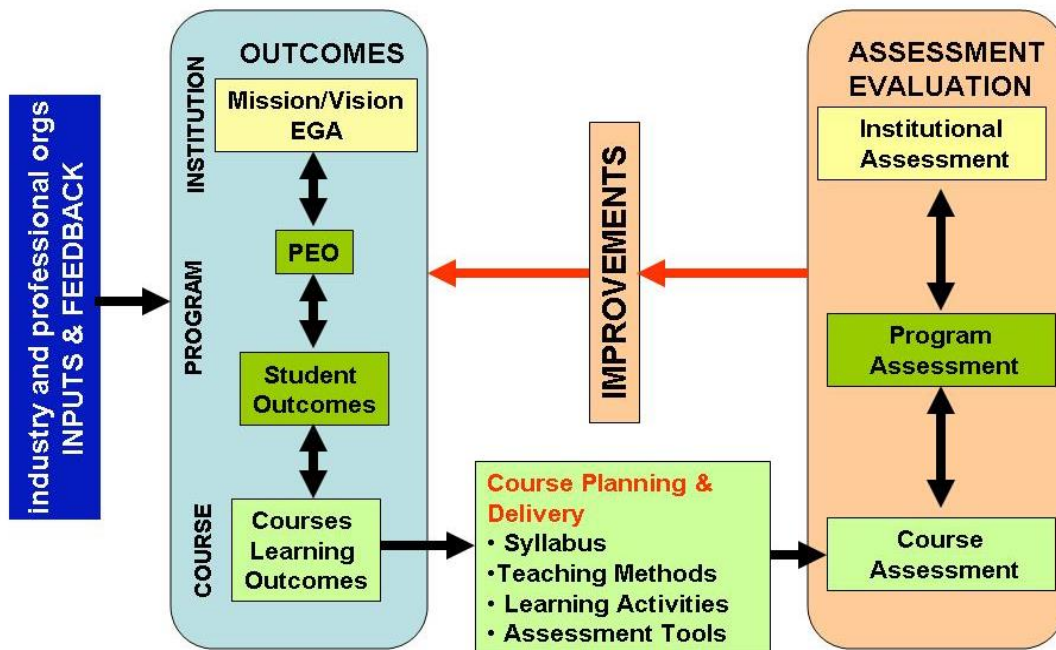 industry and professional orgs
INPUTS & FEEDBACK
OUTCOMES
INSTITUTION
Mission/Vision
EGA
PROGRAM
PEO
Student
Outcomes
COURSE
Courses
Learning
Outcomes
Course Planning &
Delivery
• Syllabus
•Teaching Methods
• Learning Activities
• Assessment Tools
IMPROVEMENTS
ASSESSMENT
EVALUATION
Institutional
Assessment
Program
Assessment
Course
Assessment